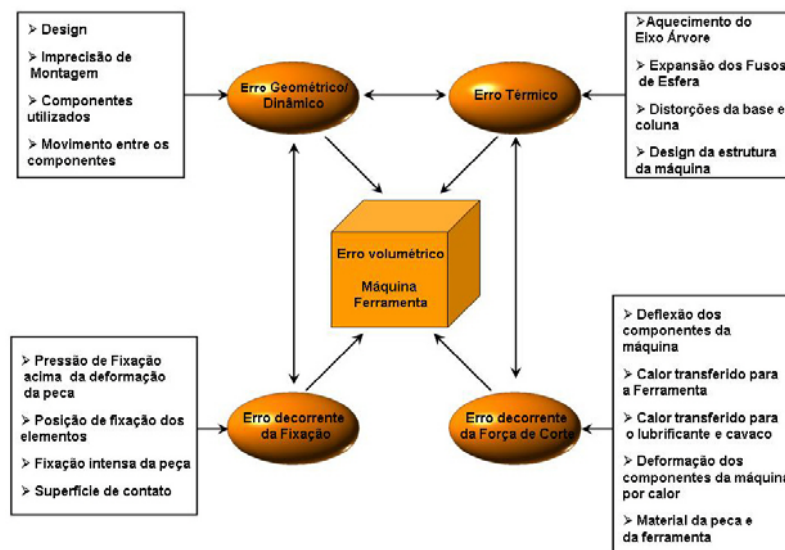 ➢ Design
➢ Imprecisão de
Montagem
➢ Componentes
utilizados
➢ Movimento entre os
componentes
Erro Geométrico/
Dinâmico
Erro Térmico
➢Aquecimento do
Eixo Árvore
➢ Expansão dos Fusos
de Esfera
➢ Distorções da base e
coluna
➢ Design da estrutura
da máquina
Erro volumétrico
Máquina
Ferramenta
➢ Pressão de Fixação
acima da deformação
da peca
➢ Posição de fixação dos
elementos
➢ Fixação intensa da peça
➢ Superfície de contato
Erro decorrente
da Fixação
Erro decorrente
da Força de Corte
➢ Deflexão dos
componentes da
máquina
➢ Calor transferido para
a Ferramenta
➢ Calor transferido para
o lubrificante e cavaco
➢ Deformação dos
componentes da máquina
por calor
➢ Material da peca e
da ferramenta